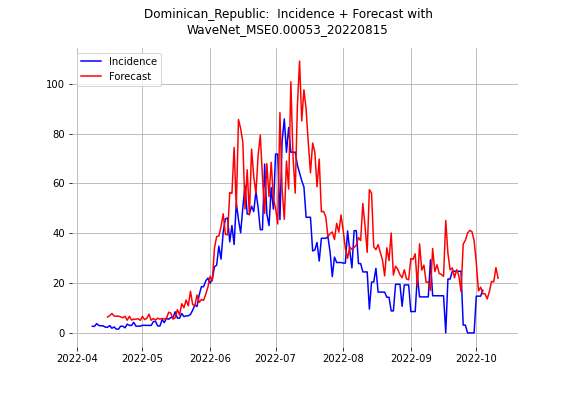 Dominican_Republic:  Incidence + Forecast with
WaveNet_MSE0.00053_20220815
Incidence
Forecast
100
80
60
40
20
0
2022-04 2022-05 2022-06 2022-07 2022-08 2022-09 2022-10